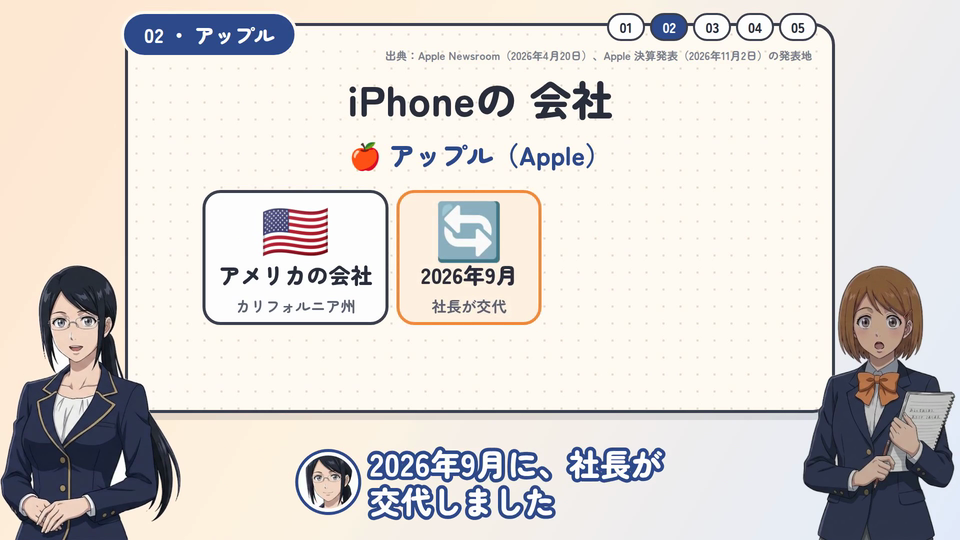 02 ・ アップル
01 02 03 04 05
出典：Apple Newsroom（2026年4月20日）、Apple 決算発表（2026年11月2日）の発表地
iPhoneの 会社
アップル（Apple）
アメリカの会社
カリフォルニア州
2026年9月
社長が交代
2026年9月に、社長が
交代しました